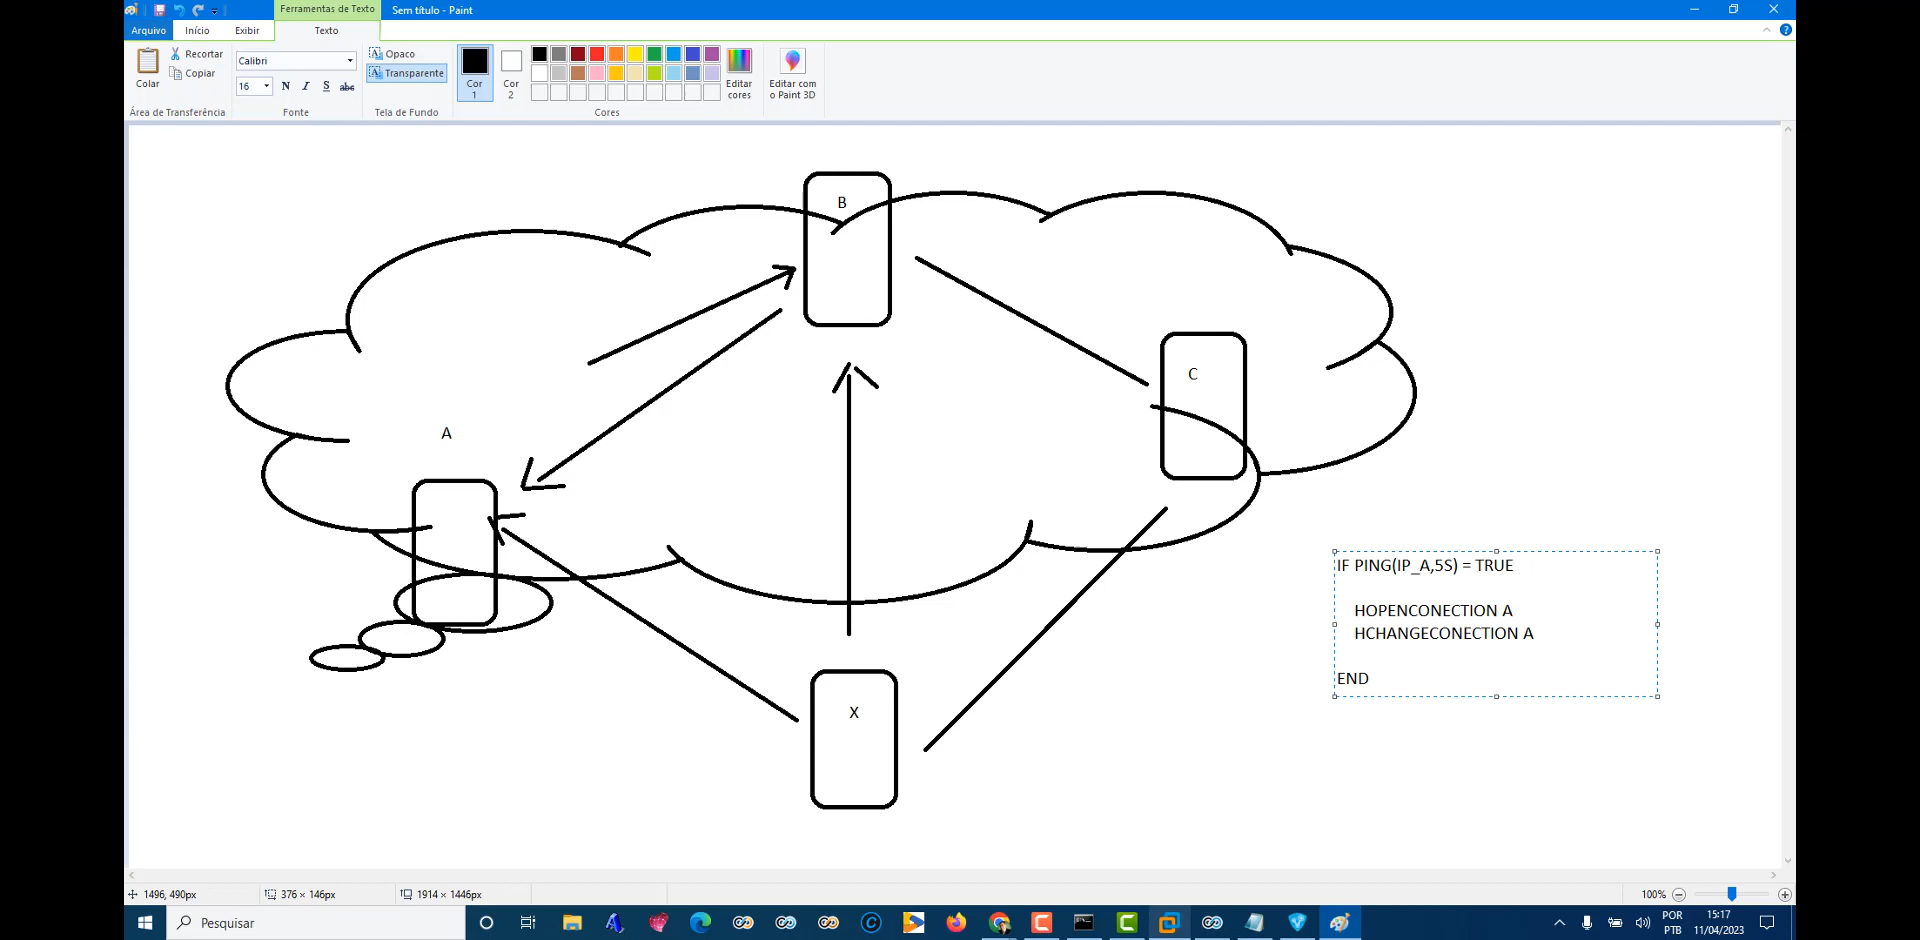 Ferramentas de Texto
Sem título - Paint
Arquivo
Início
Exibir
Texto
Colar
Recortar
Copiar
Área de Transferência
Calibri
16
N
I
S
abc
Fonte
Opaco
Transparente
Tela de Fundo
Cor
1
Cor
2
Cores
Editar
cores
Editar com
o Paint 3D
B
C
A
X
IF PING(IP_A,5S) = TRUE
HOPENCONECTION A
HCHANGECONECTION A
END
1496, 490px
376 × 146px
1914 × 1446px
100%
Pesquisar
POR
PTB
15:17
11/04/2023